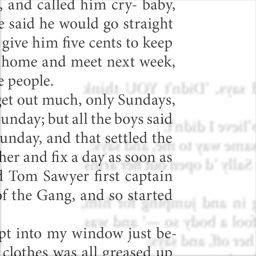 , and called him cry- baby,
e said he would go straight
give him five cents to keep
home and meet next week,
e people.
get out much, only Sundays,
unday; but all the boys said
unday, and that settled the
her and fix a day as soon as
d Tom Sawyer first captain
of the Gang, and so started
pt into my window just be-
clothes was all greased up